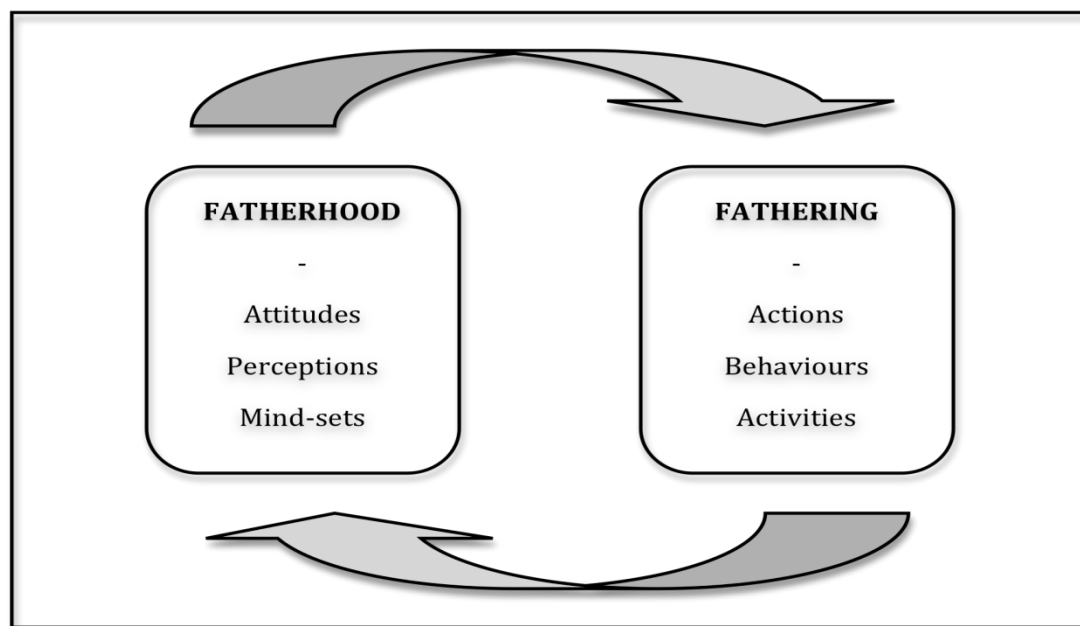 FATHERHOOD
-
Attitudes
Perceptions
Mind-sets
FATHERING
-
Actions
Behaviours
Activities